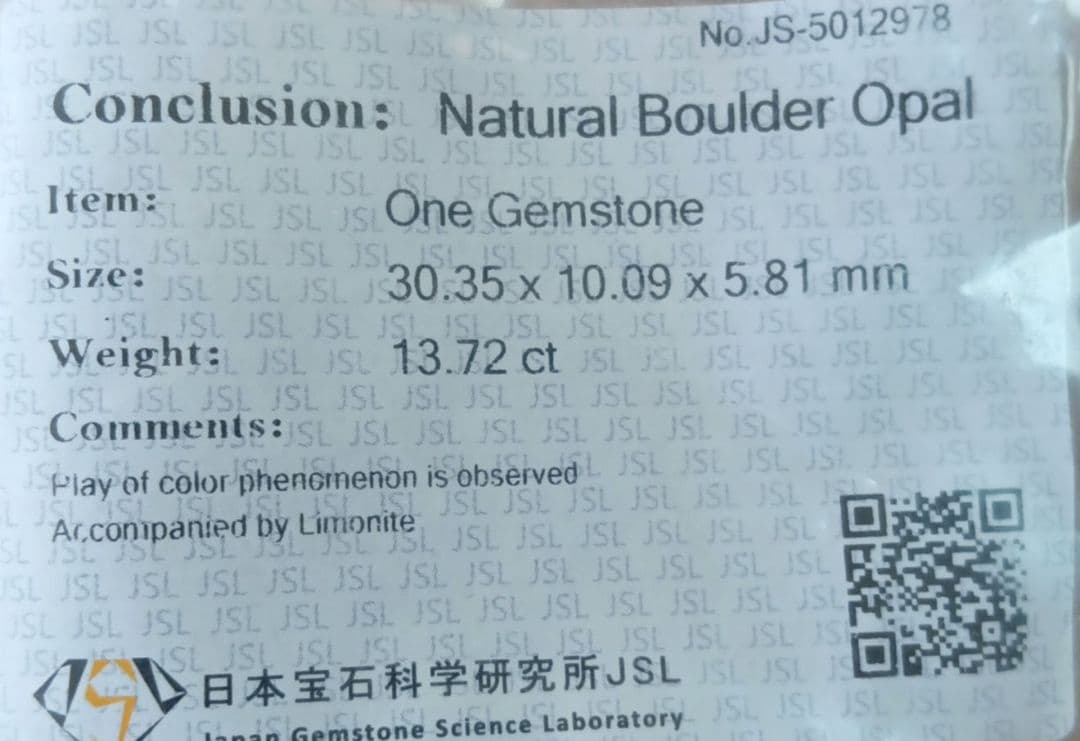 No.JS-5012978
Conclusion: Natural Boulder Opal
Item: One Gemstone
Size: 30.35 x 10.09 x 5.81 mm
Weight: 13.72 ct
Comments:
Play of color phenomenon is observed
Accompanied by Limonite
日本宝石科学研究所JSL
Japan Gemstone Science Laboratory